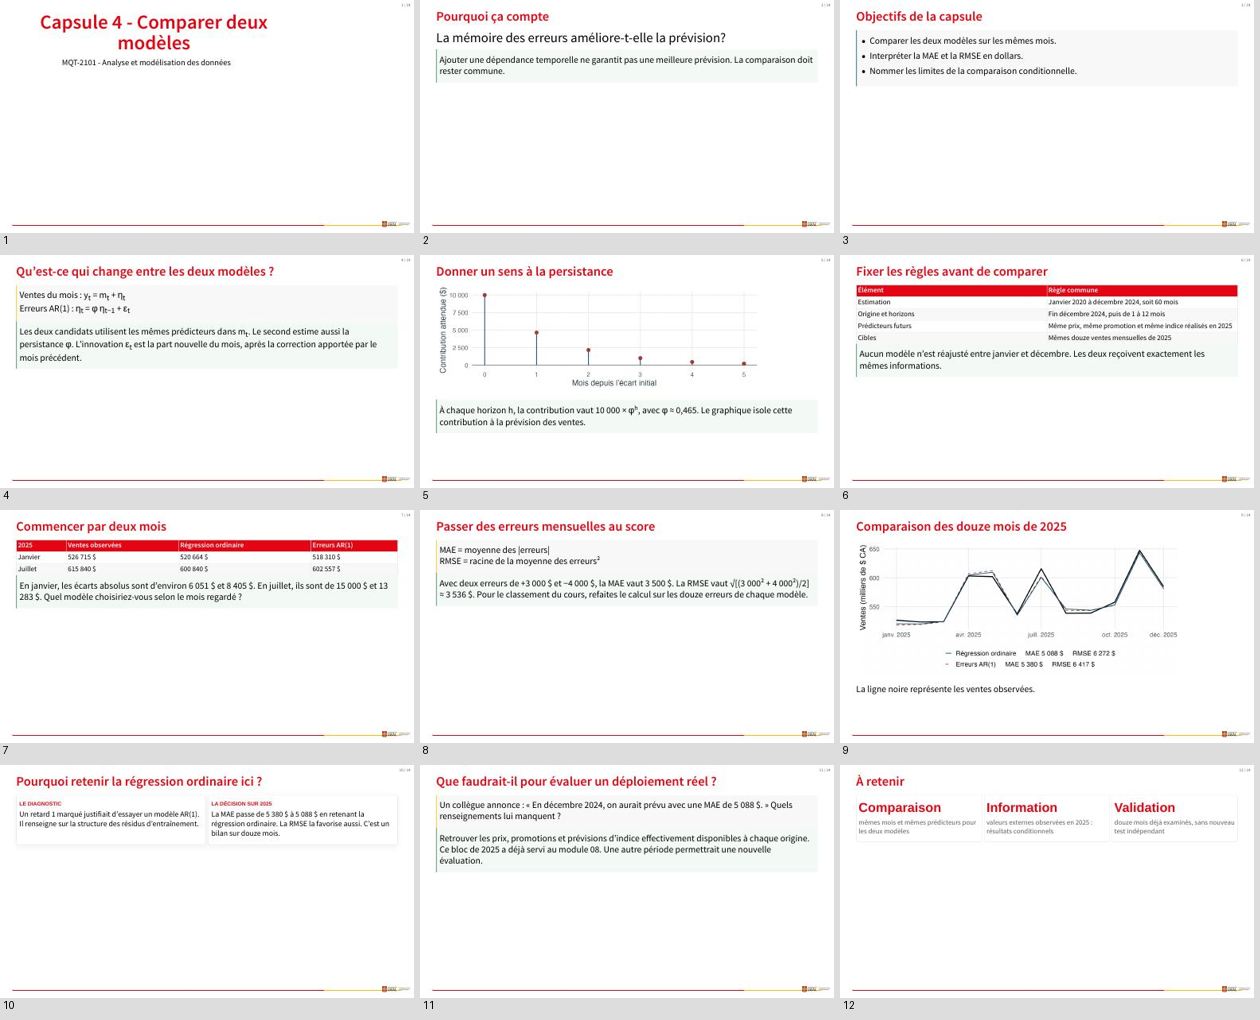 Capsule 4 - Comparer deux
modèles
MQT-2101 - Analyse et modélisation des données
1
Pourquoi ça compte
La mémoire des erreurs améliore-t-elle la prévision?
Ajouter une dépendance temporelle ne garantit pas une meilleure prévision. La comparaison doit
rester commune.
2
Objectifs de la capsule
• Comparer les deux modèles sur les mêmes mois.
• Interpréter la MAE et la RMSE en dollars.
• Nommer les limites de la comparaison conditionnelle.
3
Qu'est-ce qui change entre les deux modèles ?
Ventes du mois : yt = mt + ηt
Erreurs AR(1) : ηt = φ ηt−1 + εt
Les deux candidats utilisent les mêmes prédicteurs dans mt. Le second estime aussi la
persistance φ. L'innovation εt est la part nouvelle du mois, après la correction apportée par le
mois précédent.
4
Donner un sens à la persistance
Contribution attendue ($)
10 000
7 500
5 000
2 500
0
0 1 2 3 4 5
Mois depuis l'écart initial
À chaque horizon h, la contribution vaut 10 000 × φʰ, avec φ ≈ 0,465. Le graphique isole cette
contribution à la prévision des ventes.
5
Fixer les règles avant de comparer
Élément Règle commune
Estimation Janvier 2020 à décembre 2024, soit 60 mois
Origine et horizons Fin décembre 2024, puis de 1 à 12 mois
Prédicteurs futurs Même prix, même promotion et même indice réalisés en 2025
Cibles Mêmes douze ventes mensuelles de 2025
Aucun modèle n'est réajusté entre janvier et décembre. Les deux reçoivent exactement les
mêmes informations.
6
Commencer par deux mois
2025 Ventes observées Régression ordinaire Erreurs AR(1)
Janvier 526 715 $ 520 664 $ 518 310 $
Juillet 615 840 $ 600 840 $ 602 557 $
En janvier, les écarts absolus sont d'environ 6 051 $ et 8 405 $. En juillet, ils sont de 15 000 $ et 13
283 $. Quel modèle choisiriez-vous selon le mois regardé ?
7
Passer des erreurs mensuelles au score
MAE = moyenne des |erreurs|
RMSE = racine de la moyenne des erreurs²
Avec deux erreurs de +3 000 $ et −4 000 $, la MAE vaut 3 500 $. La RMSE vaut √[(3 000² + 4 000²)/2]
≈ 3 536 $. Pour le classement du cours, refaites le calcul sur les douze erreurs de chaque modèle.
8
Comparaison des douze mois de 2025
Ventes (milliers de $ CA)
650
600
550
janv. 2025 avr. 2025 juil. 2025 oct. 2025 déc. 2025
Régression ordinaire MAE 5 088 $ RMSE 6 272 $
Erreurs AR(1) MAE 5 380 $ RMSE 6 417 $
La ligne noire représente les ventes observées.
9
Pourquoi retenir la régression ordinaire ici ?
LE DIAGNOSTIC
Un retard 1 marqué justifiait d'essayer un modèle AR(1).
Il renseigne sur la structure des résidus d'entraînement.
LA DÉCISION SUR 2025
La MAE passe de 5 380 $ à 5 088 $ en retenant la
régression ordinaire. La RMSE la favorise aussi. C'est un
bilan sur douze mois.
10
Que faudrait-il pour évaluer un déploiement réel ?
Un collègue annonce : « En décembre 2024, on aurait prévu avec une MAE de 5 088 $. » Quels
renseignements lui manquent ?
Retrouver les prix, promotions et prévisions d'indice effectivement disponibles à chaque origine.
Ce bloc de 2025 a déjà servi au module 08. Une autre période permettrait une nouvelle
évaluation.
11
À retenir
Comparaison
mêmes mois et mêmes prédicteurs pour
les deux modèles
Information
valeurs externes observées en 2025 :
résultats conditionnels
Validation
douze mois déjà examinés, sans nouveau
test indépendant
12